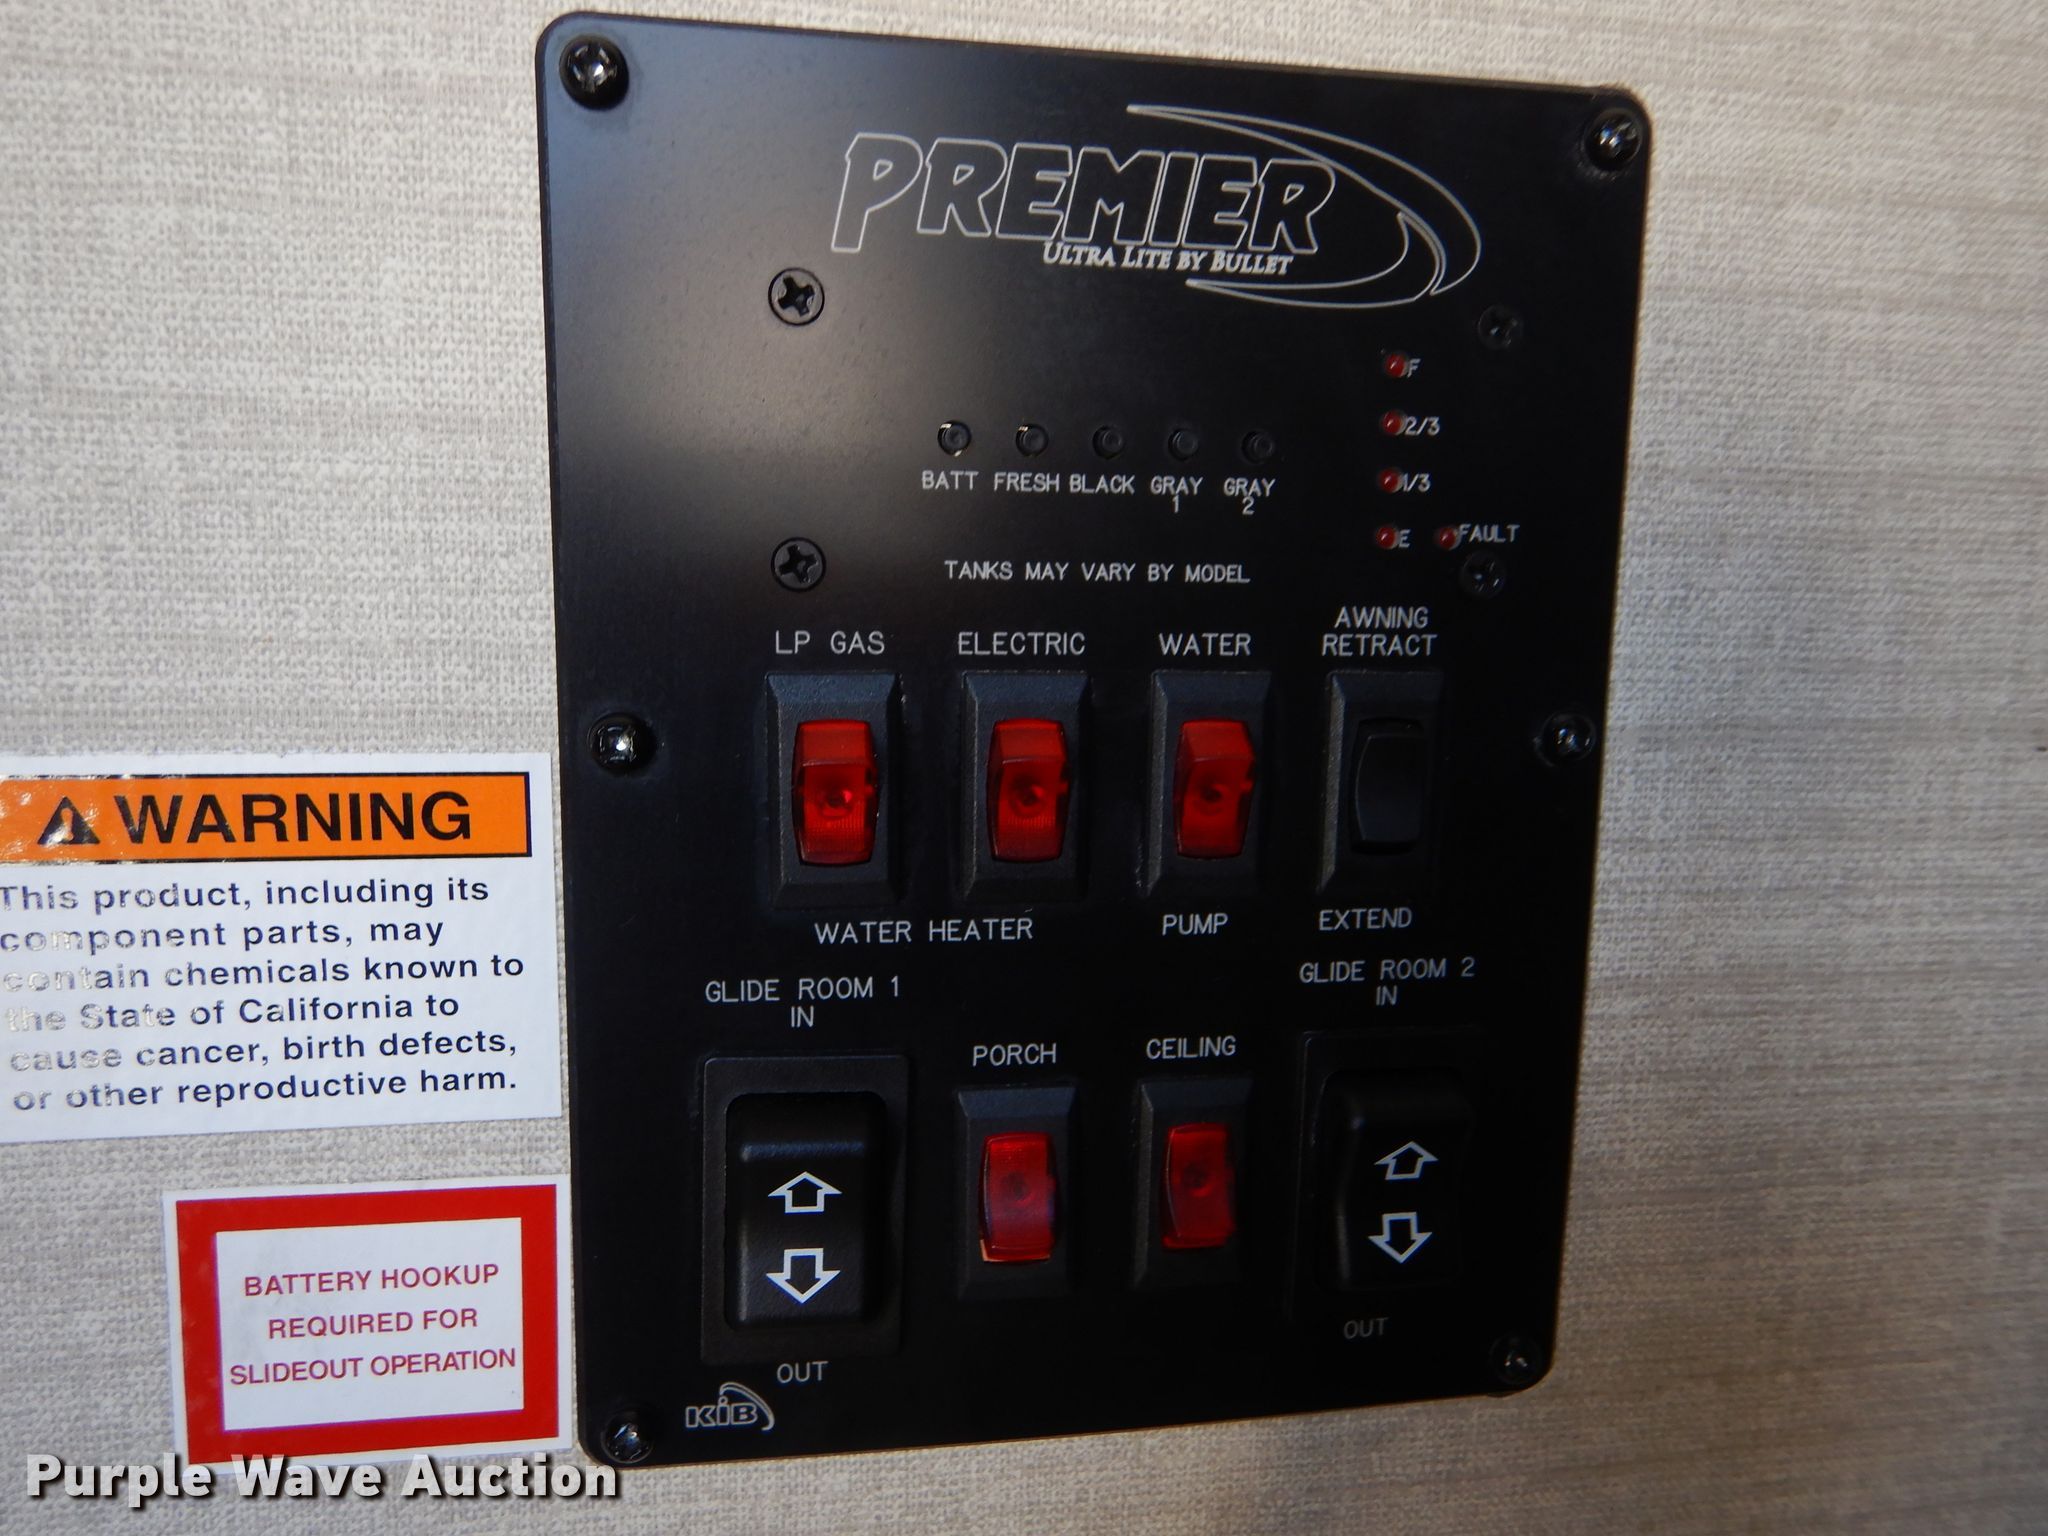 PREMIER
ULTRA LITE BY BULLET
F
2/3
1/3
E FAULT
BATT FRESH BLACK GRAY 1 GRAY 2
TANKS MAY VARY BY MODEL
LP GAS ELECTRIC WATER AWNING RETRACT
WATER HEATER PUMP EXTEND
GLIDE ROOM 1 IN
GLIDE ROOM 2 IN
PORCH CEILING
OUT
OUT
KIB
WARNING
This product, including its
component parts, may
contain chemicals known to
the State of California to
cause cancer, birth defects,
or other reproductive harm.
BATTERY HOOKUP
REQUIRED FOR
SLIDEOUT OPERATION
Purple Wave Auction